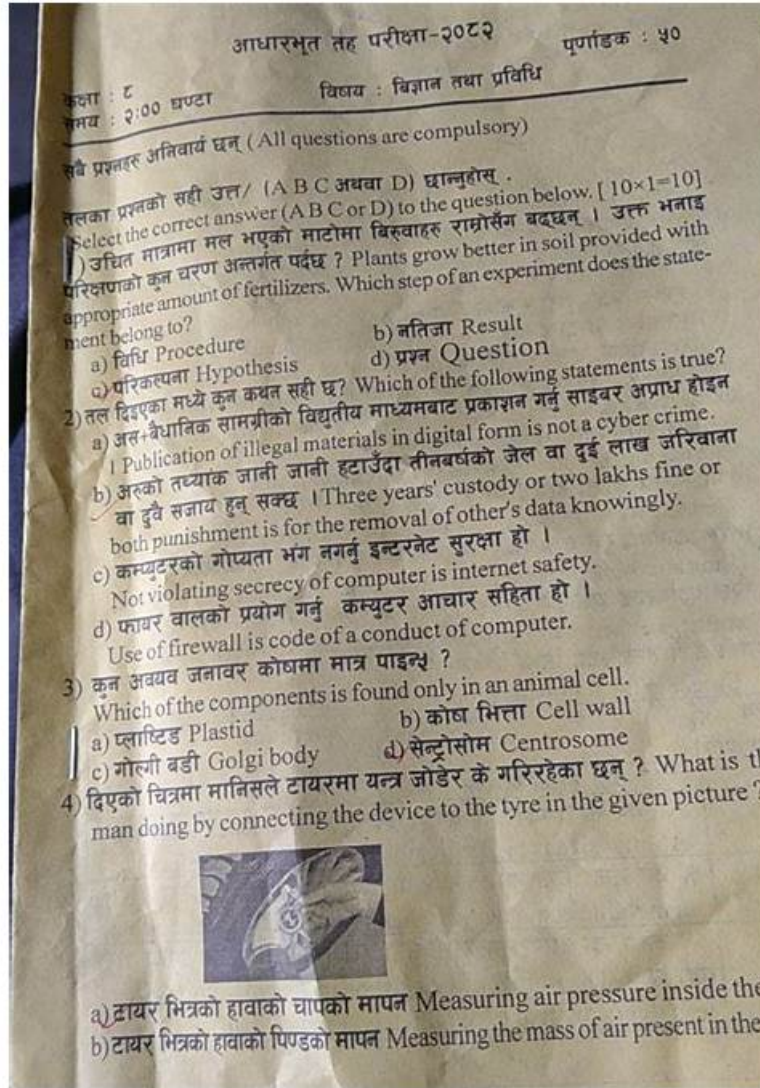 आधारभूत तह परीक्षा-२०८२
पूर्णाङक : ५०
कक्षा : ८
समय : २:०० घण्टा
विषय : बिज्ञान तथा प्रविधि
सबै प्रश्नहरु अनिवार्य छन् ( All questions are compulsory)
तलका प्रश्नको सही उत्त/ (A B C अथवा D) छान्नुहोस् .
Select the correct answer (A B C or D) to the question below. [ 10×1=10]
) उचित मात्रामा मल भएको माटोमा बिरुवाहरु राम्रोसँग बढ्छन् । उक्त भनाइ
परिक्षणको कुन चरण अन्तर्गत पर्दछ ? Plants grow better in soil provided with
appropriate amount of fertilizers. Which step of an experiment does the state-
ment belong to?
a) विधि Procedure
b) नतिजा Result
c) परिकल्पना Hypothesis
d) प्रश्न Question
2) तल दिइएका मध्ये कुन कथन सही छ? Which of the following statements is true?
a) अस+बैधानिक सामग्रीको विद्युतीय माध्यमबाट प्रकाशन गर्नु साइबर अप्राध होइन
। Publication of illegal materials in digital form is not a cyber crime.
b) अरुको तथ्यांक जानी जानी हटाउँदा तीनबर्षको जेल वा दुई लाख जरिवाना
वा दुवै सजाय हुन् सक्छ । Three years' custody or two lakhs fine or
both punishment is for the removal of other's data knowingly.
c) कम्प्युटरको गोप्यता भंग नगर्नु इन्टरनेट सुरक्षा हो ।
Not violating secrecy of computer is internet safety.
d) फायर वालको प्रयोग गर्नु कम्युटर आचार सहिता हो ।
Use of firewall is code of a conduct of computer.
3) कुन अवयव जनावर कोषमा मात्र पाइन्छ ?
Which of the components is found only in an animal cell.
a) प्लाष्टिड Plastid
b) कोष भित्ता Cell wall
c) गोल्गी बडी Golgi body
d) सेन्ट्रोसोम Centrosome
4) दिएको चित्रमा मानिसले टायरमा यन्त्र जोडेर के गरिरहेका छन् ? What is t
man doing by connecting the device to the tyre in the given picture ?
a) टायर भित्रको हावाको चापको मापन Measuring air pressure inside the
b) टायर भित्रको हावाको पिण्डको मापन Measuring the mass of air present in the